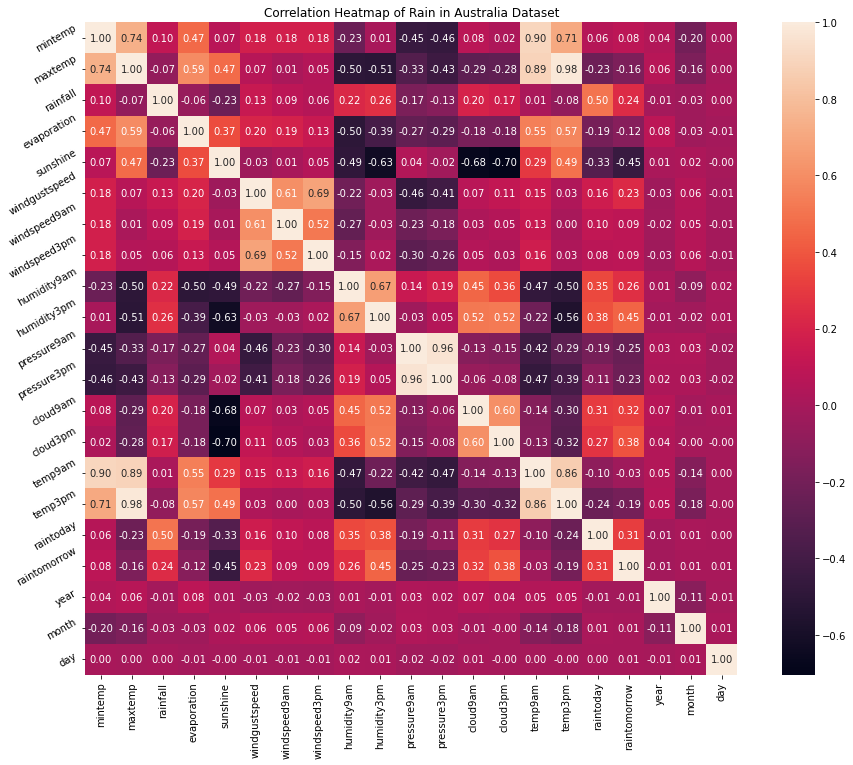 Correlation Heatmap of Rain in Australia Dataset
mintemp 1.00 0.74 0.10 0.47 0.07 0.18 0.18 0.18 -0.23 0.01 -0.45 -0.46 0.08 0.02 0.90 0.71 0.06 0.08 0.04 -0.20 0.00
maxtemp 0.74 1.00 -0.07 0.59 0.47 0.07 0.01 0.05 -0.50 -0.51 -0.33 -0.43 -0.29 -0.28 0.89 0.98 -0.23 -0.16 0.06 -0.16 0.00
rainfall 0.10 -0.07 1.00 -0.06 -0.23 0.13 0.09 0.06 0.22 0.26 -0.17 -0.13 0.20 0.17 0.01 -0.08 0.50 0.24 -0.01 -0.03 0.00
evaporation 0.47 0.59 -0.06 1.00 0.37 0.20 0.19 0.13 -0.50 -0.39 -0.27 -0.29 -0.18 -0.18 0.55 0.57 -0.19 -0.12 0.08 -0.03 -0.01
sunshine 0.07 0.47 -0.23 0.37 1.00 -0.03 0.01 0.05 -0.49 -0.63 0.04 -0.02 -0.68 -0.70 0.29 0.49 -0.33 -0.45 0.01 0.02 -0.00
windgustspeed 0.18 0.07 0.13 0.20 -0.03 1.00 0.61 0.69 -0.22 -0.03 -0.46 -0.41 0.07 0.11 0.15 0.03 0.16 0.23 -0.03 0.06 -0.01
windspeed9am 0.18 0.01 0.09 0.19 0.01 0.61 1.00 0.52 -0.27 -0.03 -0.23 -0.18 0.03 0.05 0.13 0.00 0.10 0.09 -0.02 0.05 -0.01
windspeed3pm 0.18 0.05 0.06 0.13 0.05 0.69 0.52 1.00 -0.15 0.02 -0.30 -0.26 0.05 0.03 0.16 0.03 0.08 0.09 -0.03 0.06 -0.01
humidity9am -0.23 -0.50 0.22 -0.50 -0.49 -0.22 -0.27 -0.15 1.00 0.67 0.14 0.19 0.45 0.36 -0.47 -0.50 0.35 0.26 0.01 -0.09 0.02
humidity3pm 0.01 -0.51 0.26 -0.39 -0.63 -0.03 -0.03 0.02 0.67 1.00 -0.03 0.05 0.52 0.52 -0.22 -0.56 0.38 0.45 -0.01 -0.02 0.01
pressure9am -0.45 -0.33 -0.17 -0.27 0.04 -0.46 -0.23 -0.30 0.14 -0.03 1.00 0.96 -0.13 -0.15 -0.42 -0.29 -0.19 -0.25 0.03 0.03 -0.02
pressure3pm -0.46 -0.43 -0.13 -0.29 -0.02 -0.41 -0.18 -0.26 0.19 0.05 0.96 1.00 -0.06 -0.08 -0.47 -0.39 -0.11 -0.23 0.02 0.03 -0.02
cloud9am 0.08 -0.29 0.20 -0.18 -0.68 0.07 0.03 0.05 0.45 0.52 -0.13 -0.06 1.00 0.60 -0.14 -0.30 0.31 0.32 0.07 -0.01 0.01
cloud3pm 0.02 -0.28 0.17 -0.18 -0.70 0.11 0.05 0.03 0.36 0.52 -0.15 -0.08 0.60 1.00 -0.13 -0.32 0.27 0.38 0.04 -0.00 -0.00
temp9am 0.90 0.89 0.01 0.55 0.29 0.15 0.13 0.16 -0.47 -0.22 -0.42 -0.47 -0.14 -0.13 1.00 0.86 -0.10 -0.03 0.05 -0.14 0.00
temp3pm 0.71 0.98 -0.08 0.57 0.49 0.03 0.00 0.03 -0.50 -0.56 -0.29 -0.39 -0.30 -0.32 0.86 1.00 -0.24 -0.19 0.05 -0.18 0.00
raintoday 0.06 -0.23 0.50 -0.19 -0.33 0.16 0.10 0.08 0.35 0.38 -0.19 -0.11 0.31 0.27 -0.10 -0.24 1.00 0.31 -0.01 0.01 0.01
raintomorrow 0.08 -0.16 0.24 -0.12 -0.45 0.23 0.09 0.09 0.26 0.45 -0.25 -0.23 0.32 0.38 -0.03 -0.19 0.31 1.00 -0.01 0.01 0.01
year 0.04 0.06 -0.01 0.08 0.01 -0.03 -0.02 -0.03 0.01 -0.01 0.03 0.02 0.07 0.04 0.05 0.05 -0.01 -0.01 1.00 -0.11 -0.01
month -0.20 -0.16 -0.03 -0.03 0.02 0.06 0.05 0.06 -0.09 -0.02 0.03 0.03 -0.01 -0.00 -0.14 -0.18 0.01 0.01 -0.11 1.00 0.01
day 0.00 0.00 0.00 -0.01 -0.00 -0.01 -0.01 -0.01 0.02 0.01 -0.02 -0.02 0.01 -0.00 0.00 0.00 0.01 0.01 -0.01 0.01 1.00
mintemp maxtemp rainfall evaporation sunshine windgustspeed windspeed9am windspeed3pm humidity9am humidity3pm pressure9am pressure3pm cloud9am cloud3pm temp9am temp3pm raintoday raintomorrow year month day
1.0
0.8
0.6
0.4
0.2
0.0
−0.2
−0.4
−0.6